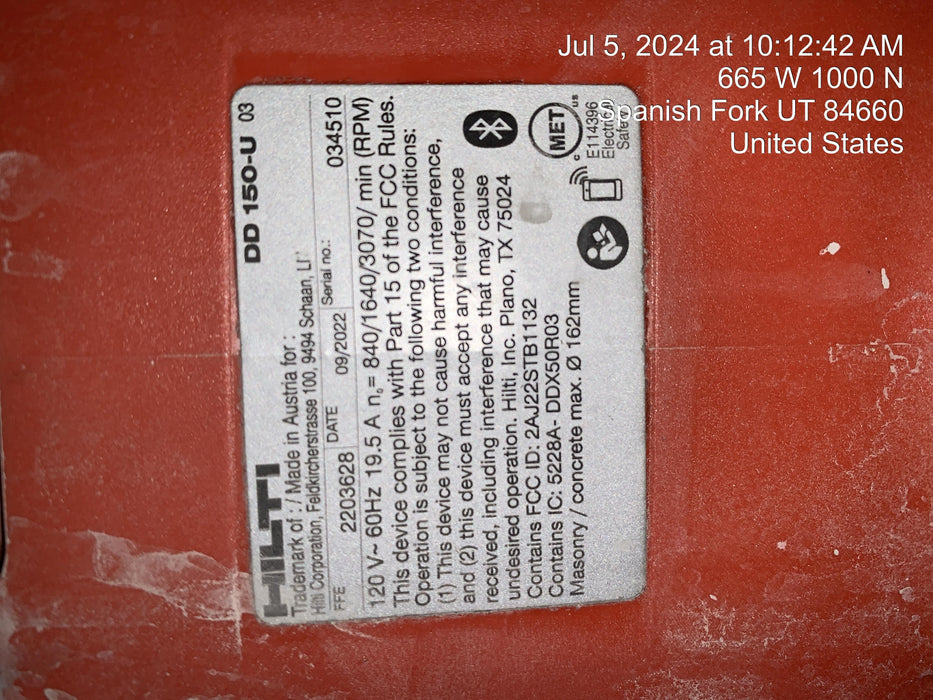 Jul 5, 2024 at 10:12:42 AM
665 W 1000 N
Spanish Fork UT 84660
United States
HILTI
DD 150-U 03
Trademark of : / Made in Austria for :
Hilti Corporation, Feldkircherstrasse 100, 9494 Schaan, LI
FFE 2203628 DATE 09/2022 Serial no.: 034510
120 V~ 60Hz 19.5 A n₀= 840/1640/3070/ min (RPM)
This device complies with Part 15 of the FCC Rules.
Operation is subject to the following two conditions:
(1) This device may not cause harmful interference,
and (2) this device must accept any interference
received, including interference that may cause
undesired operation. Hilti, Inc. Plano, TX 75024
Contains FCC ID: 2AJ22STB1132
Contains IC: 5228A- DDX50R03
Masonry / concrete max. Ø 162mm
c MET us
E114396
Electrical
Safety